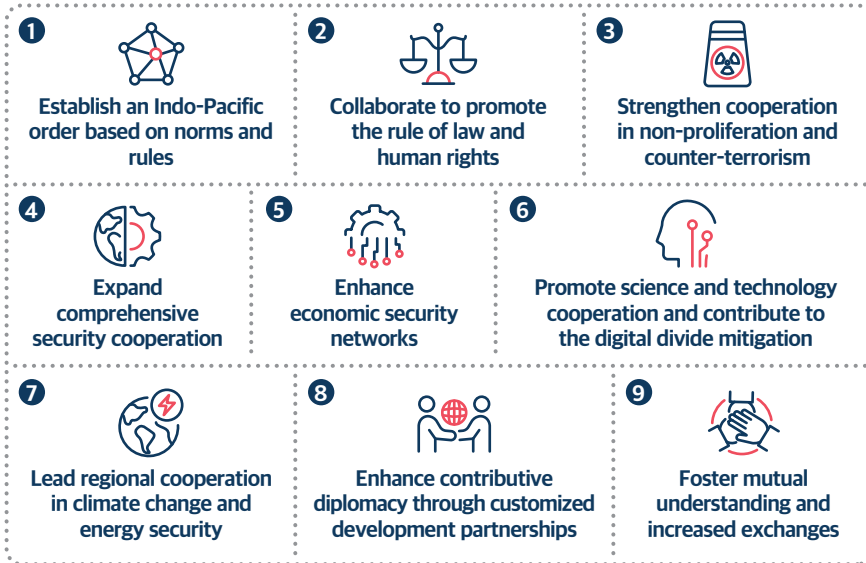 1
Establish an Indo-Pacific
order based on norms and
rules
2
Collaborate to promote
the rule of law and
human rights
3
Strengthen cooperation
in non-proliferation and
counter-terrorism
4
Expand
comprehensive
security cooperation
5
Enhance
economic security
networks
6
Promote science and technology
cooperation and contribute to
the digital divide mitigation
7
Lead regional cooperation
in climate change and
energy security
8
Enhance contributive
diplomacy through customized
development partnerships
9
Foster mutual
understanding and
increased exchanges